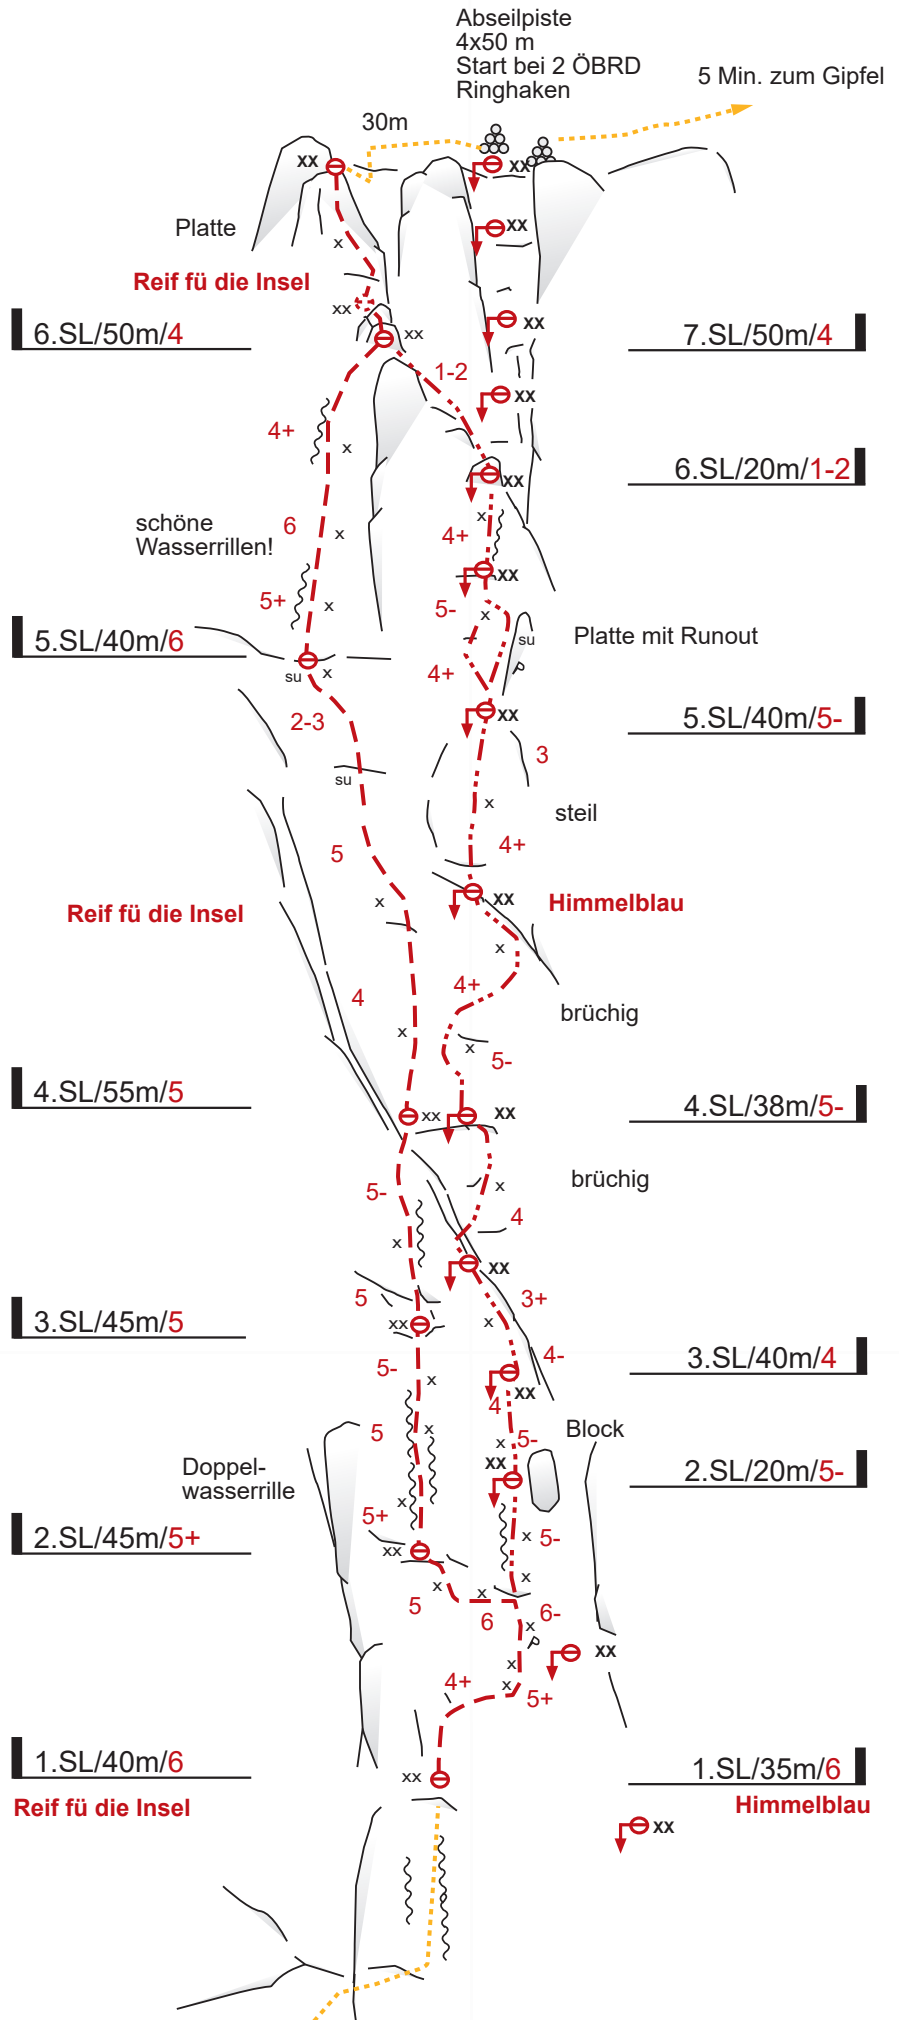 Abseilpiste
4x50 m
Start bei 2 ÖBRD
Ringhaken
5 Min. zum Gipfel
30m
xx
xx
Platte
x
xx
Reif fü die Insel
xx
xx
xx
6.SL/50m/4
7.SL/50m/4
1-2
xx
4+
x
6.SL/20m/1-2
xx
schöne
Wasserrillen!
6
x
x
4+
xx
5+
x
5-
x
su
Platte mit Runout
5.SL/40m/6
P
su
x
4+
2-3
xx
5.SL/40m/5-
3
su
x
steil
5
4+
x
xx
Reif fü die Insel
Himmelblau
x
4
4+
brüchig
x
x
5-
4.SL/55m/5
xx
xx
4.SL/38m/5-
5-
x
brüchig
4
x
xx
5
3+
3.SL/45m/5
xx
x
5-
x
4-
3.SL/40m/4
xx
4
5
x
x
5-
Block
Doppel-
wasserrille
xx
2.SL/20m/5-
x
5+
2.SL/45m/5+
xx
x
5-
x
x
x
5
6
6-
x
P
xx
x
4+
x
5+
1.SL/40m/6
xx
1.SL/35m/6
Reif fü die Insel
Himmelblau
xx